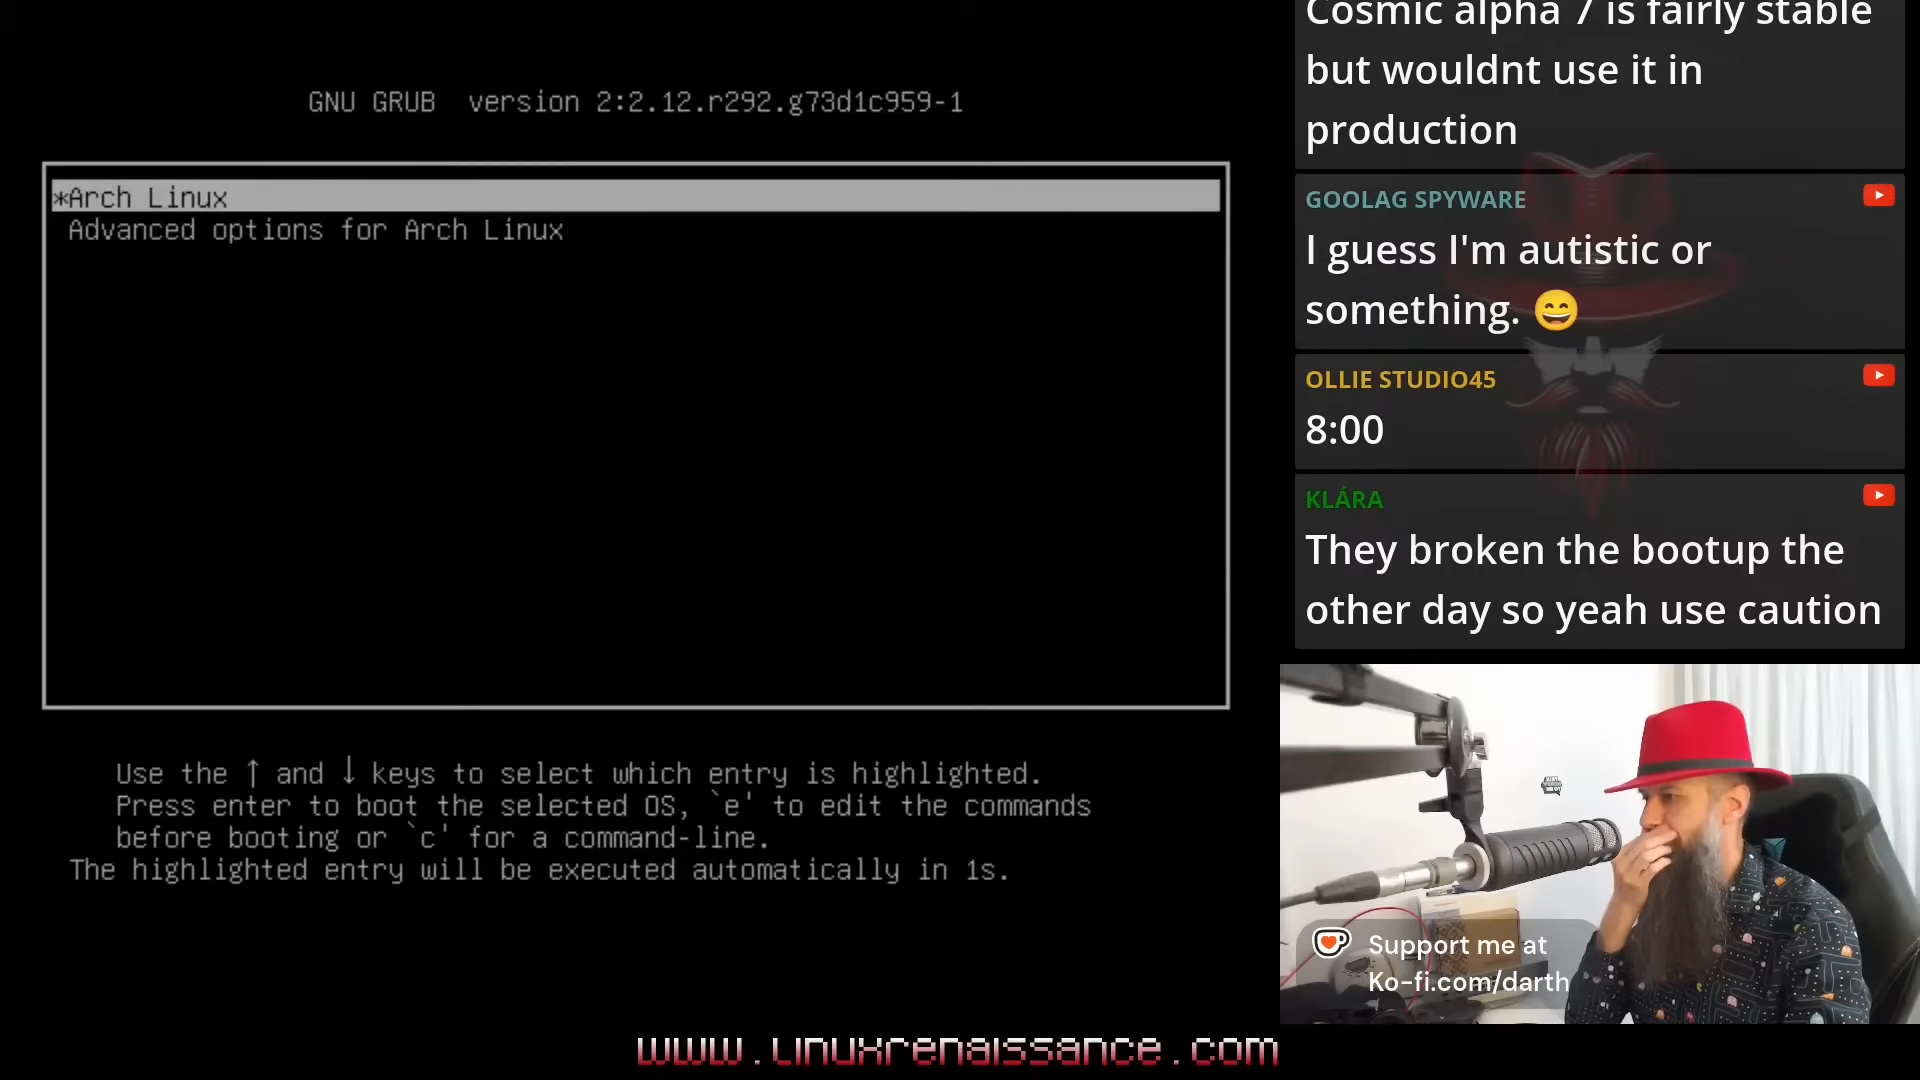 GNU GRUB  version 2:2.12.r292.g73d1c959-1
*Arch Linux
Advanced options for Arch Linux
Use the ↑ and ↓ keys to select which entry is highlighted.
Press enter to boot the selected OS, `e' to edit the commands
before booting or `c' for a command-line.
The highlighted entry will be executed automatically in 1s.
Cosmic alpha 7 is fairly stable
but wouldnt use it in
production
GOOLAG SPYWARE
I guess I'm autistic or
something. 😄
OLLIE STUDIO45
8:00
KLÁRA
They broken the bootup the
other day so yeah use caution
Support me at
Ko-fi.com/darth
www.linuxrenaissance.com